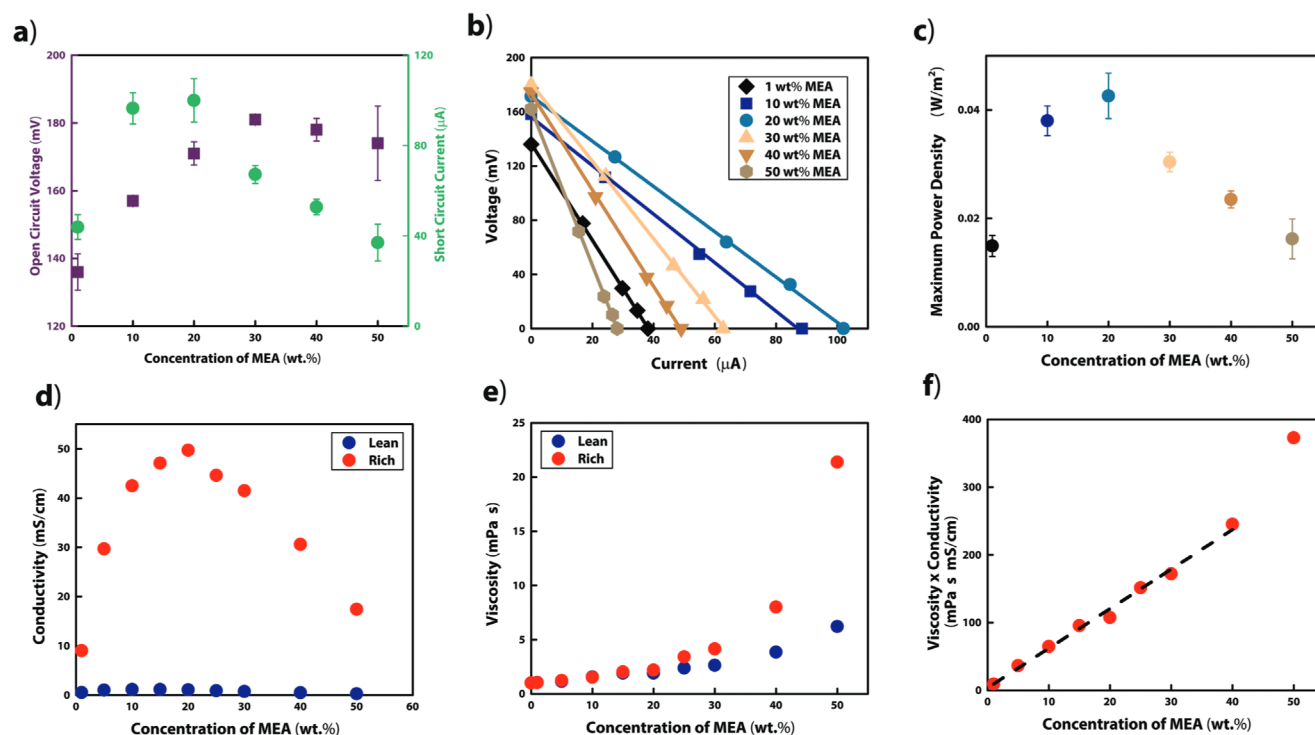 a)
200
180
160
140
120
Open Circuit Voltage (mV)
120
80
40
0
Short Circuit Current (μA)
0 10 20 30 40 50
Concentration of MEA (wt.%)
b)
200
160
120
80
40
0
Voltage (mV)
1 wt% MEA
10 wt% MEA
20 wt% MEA
30 wt% MEA
40 wt% MEA
50 wt% MEA
0 20 40 60 80 100
Current (μA)
c)
0.04
0.02
0.00
Maximum Power Density (W/m²)
0 10 20 30 40 50
Concentration of MEA (wt.%)
d)
50
40
30
20
10
0
Conductivity (mS/cm)
Lean
Rich
0 10 20 30 40 50 60
Concentration of MEA (wt.%)
e)
25
20
15
10
5
0
Viscosity (mPa s)
Lean
Rich
0 10 20 30 40 50
Concentration of MEA (wt.%)
f)
400
300
200
100
0
Viscosity x Conductivity
(mPa s mS/cm)
0 10 20 30 40 50
Concentration of MEA (wt.%)